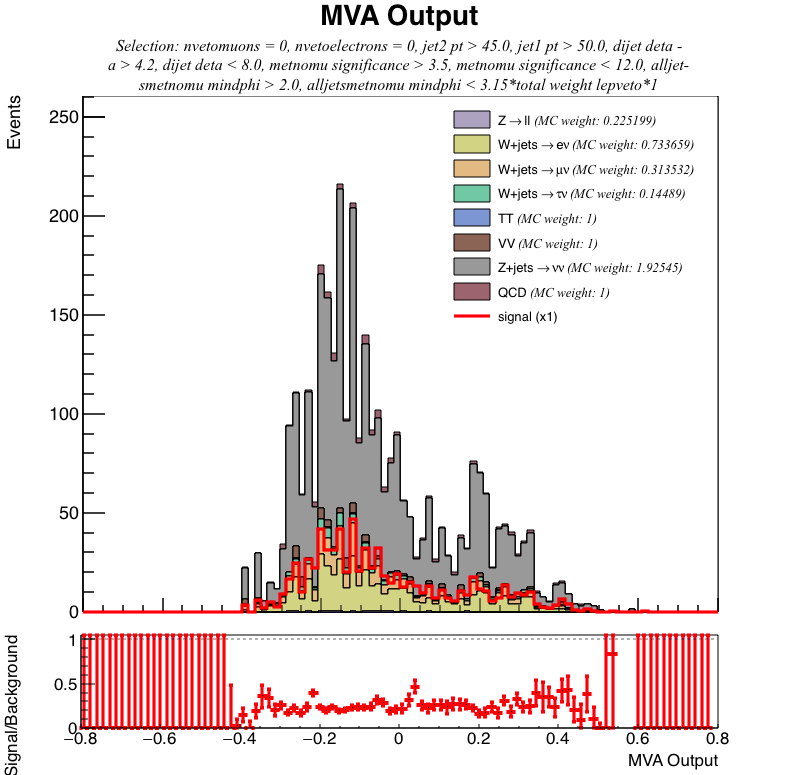 MVA Output
Selection: nvetomuons = 0, nvetoelectrons = 0, jet2 pt > 45.0, jet1 pt > 50.0, dijet deta -
a > 4.2, dijet deta < 8.0, metnomu significance > 3.5, metnomu significance < 12.0, alljet-
smetnomu mindphi > 2.0, alljetsmetnomu mindphi < 3.15*total weight lepveto*1
Events
250
200
150
100
50
0
Z→ll (MC weight: 0.225199)
W+jets→eν (MC weight: 0.733659)
W+jets→μν (MC weight: 0.313532)
W+jets→τν (MC weight: 0.14489)
TT (MC weight: 1)
VV (MC weight: 1)
Z+jets→νν (MC weight: 1.92545)
QCD (MC weight: 1)
signal (x1)
Signal/Background
1
0.5
0
−0.8 −0.6 −0.4 −0.2 0 0.2 0.4 0.6 0.8
MVA Output